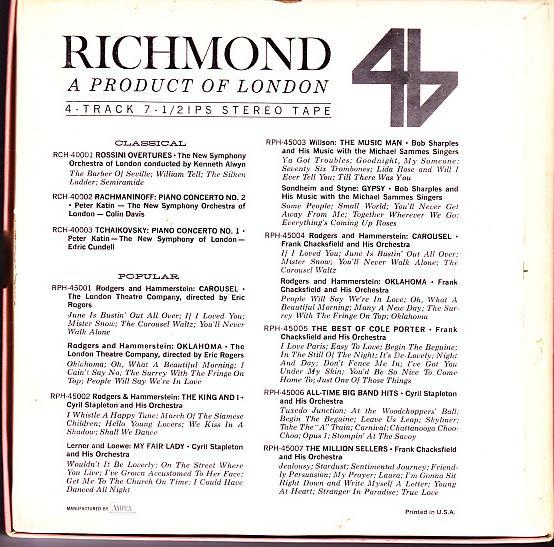 RICHMOND
A PRODUCT OF LONDON
4-TRACK 7-1/2 IPS STEREO TAPE
4b
CLASSICAL
RCH-40001 ROSSINI OVERTURES • The New Symphony
Orchestra of London conducted by Kenneth Alwyn
The Barber Of Seville; William Tell; The Silken
Ladder; Semiramide
RCH-40002 RACHMANINOFF: PIANO CONCERTO NO. 2
• Peter Katin — The New Symphony Orchestra of
London — Colin Davis
RCH-40003 TCHAIKOVSKY: PIANO CONCERTO NO. 1 •
Peter Katin — The New Symphony of London —
Edric Cundell
POPULAR
RPH-45001 Rodgers and Hammerstein: CAROUSEL •
The London Theatre Company, directed by Eric
Rogers
June Is Bustin' Out All Over; If I Loved You;
Mister Snow; The Carousel Waltz; You'll Never
Walk Alone
Rodgers and Hammerstein: OKLAHOMA • The
London Theatre Company, directed by Eric Rogers
Oklahoma; Oh, What A Beautiful Morning; I
Cain't Say No; The Surrey With The Fringe On
Top; People Will Say We're In Love
RPH-45002 Rodgers & Hammerstein: THE KING AND I •
Cyril Stapleton and His Orchestra
I Whistle A Happy Tune; March Of The Siamese
Children; Hello Young Lovers; We Kiss In A
Shadow; Shall We Dance
Lerner and Loewe: MY FAIR LADY • Cyril Stapleton
and His Orchestra
Wouldn't It Be Loverly; On The Street Where
You Live; I've Grown Accustomed To Her Face;
Get Me To The Church On Time; I Could Have
Danced All Night
MANUFACTURED BY AMPEX
RPH-45003 Willson: THE MUSIC MAN • Bob Sharples
and His Music with the Michael Sammes Singers
Ya Got Troubles; Goodnight, My Someone;
Seventy Six Trombones; Lida Rose and Will I
Ever Tell You; Till There Was You
Sondheim and Styne: GYPSY • Bob Sharples and
His Music with the Michael Sammes Singers
Some People; Small World; You'll Never Get
Away From Me; Together Wherever We Go;
Everything's Coming Up Roses
RPH-45004 Rodgers and Hammerstein: CAROUSEL •
Frank Chacksfield and His Orchestra
If I Loved You; June Is Bustin' Out All Over;
Mister Snow; You'll Never Walk Alone; The
Carousel Waltz
Rodgers and Hammerstein: OKLAHOMA • Frank
Chacksfield and His Orchestra
People Will Say We're In Love; Oh, What A
Beautiful Morning; Many A New Day; The Sur-
rey With The Fringe On Top; Oklahoma
RPH-45005 THE BEST OF COLE PORTER • Frank
Chacksfield and His Orchestra
I Love Paris; Easy To Love; Begin The Beguine;
In The Still Of The Night; It's De-Lovely; Night
And Day; Don't Fence Me In; I've Got You
Under My Skin; You'd Be So Nice To Come
Home To; Just One Of Those Things
RPH-45006 ALL-TIME BIG BAND HITS • Cyril Stapleton
and His Orchestra
Tuxedo Junction; At the Woodchoppers' Ball;
Begin The Beguine; Leave Us Leap; Skyliner;
Take The "A" Train; Carnival; Chattanooga Choo-
Choo; Opus 1; Stompin' At The Savoy
RPH-45007 THE MILLION SELLERS • Frank Chacksfield
and His Orchestra
Jealousy; Stardust; Sentimental Journey; Friend-
ly Persuasion; My Prayer; Laura; I'm Gonna Sit
Right Down and Write Myself A Letter; Young
At Heart; Stranger In Paradise; True Love
Printed in U.S.A.